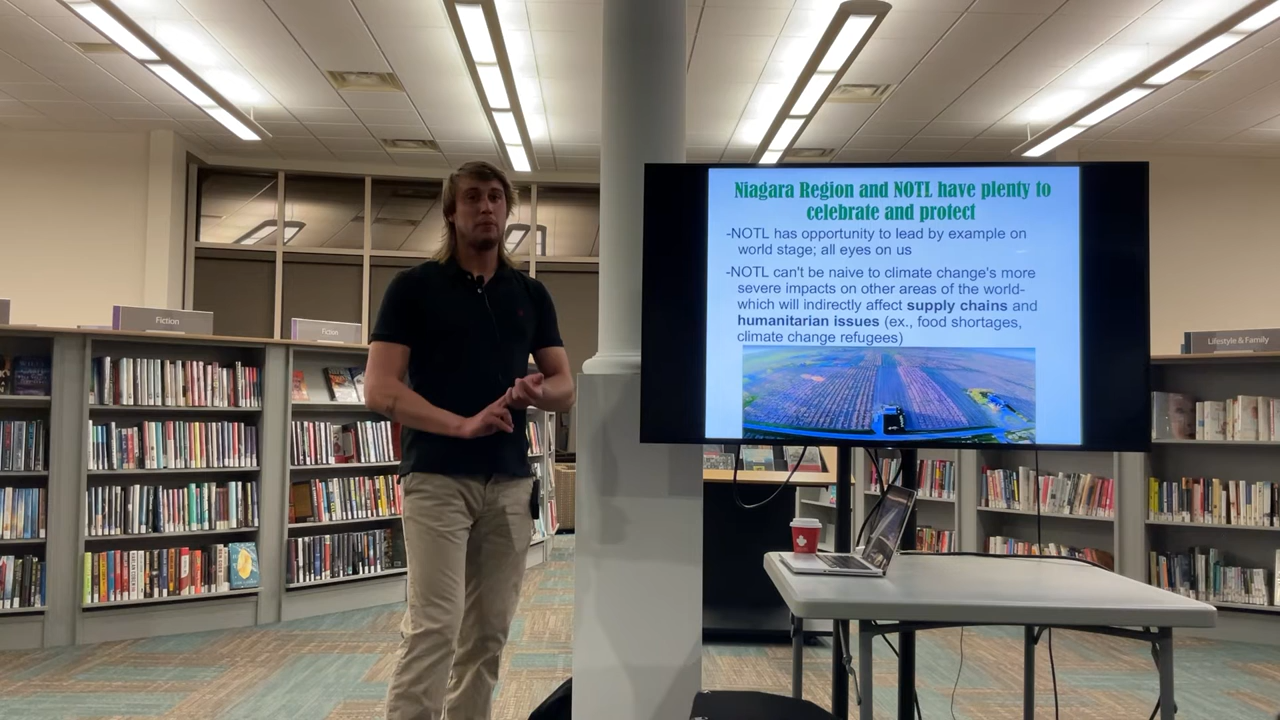 Niagara Region and NOTL have plenty to
celebrate and protect
-NOTL has opportunity to lead by example on
world stage; all eyes on us
-NOTL can't be naive to climate change's more
severe impacts on other areas of the world-
which will indirectly affect supply chains and
humanitarian issues (ex., food shortages,
climate change refugees)
Fiction
Fiction
Lifestyle & Family